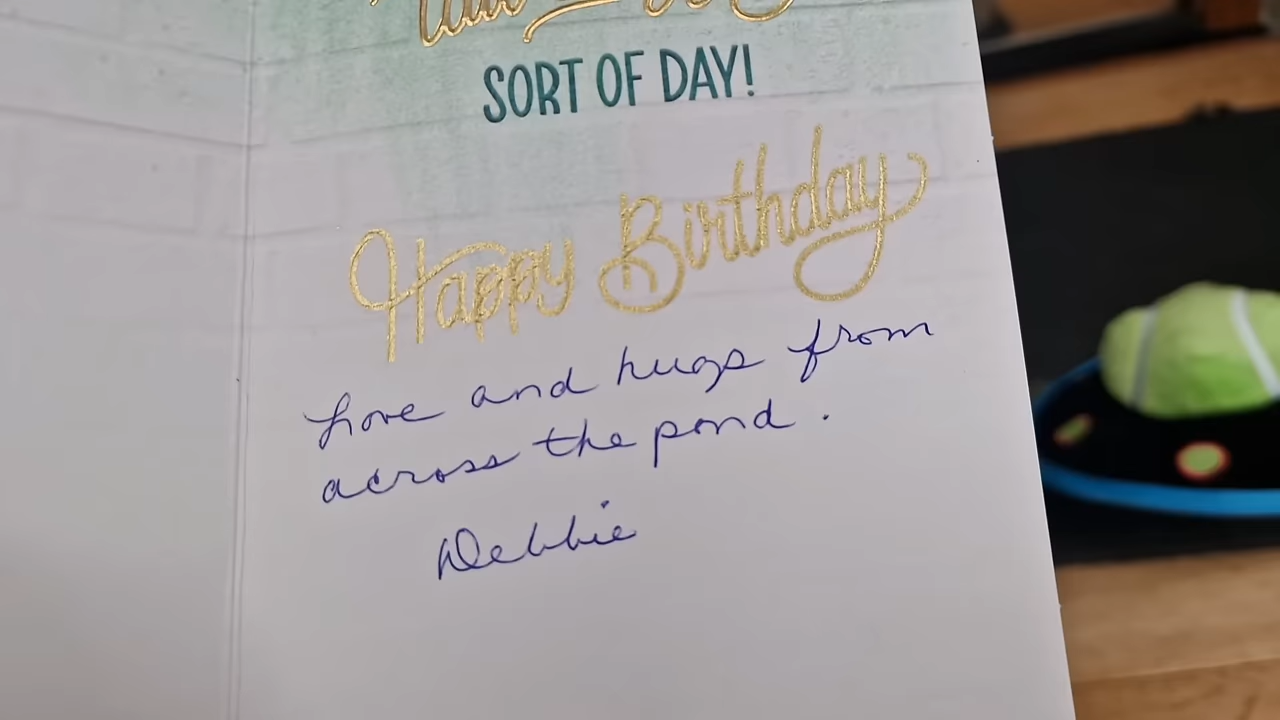 SORT OF DAY!
Happy Birthday
Love and hugs from
across the pond.
Debbie